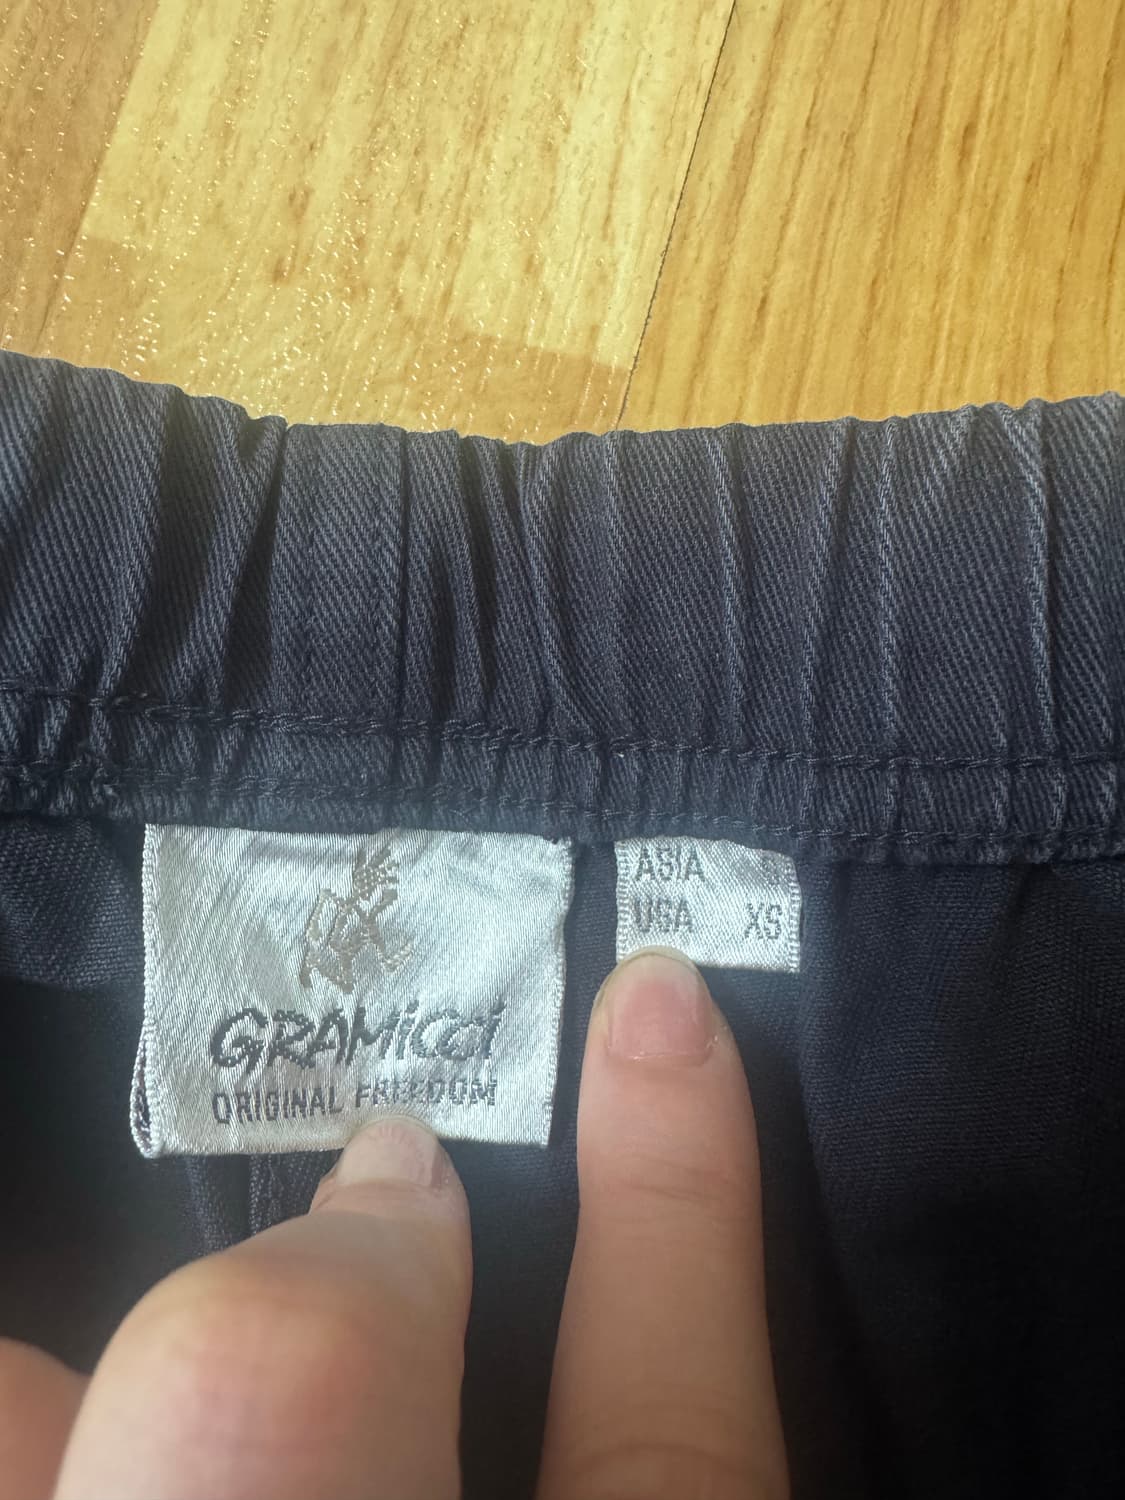 GRAMiCCi
ORIGINAL FREEDOM
ASIA S
USA XS